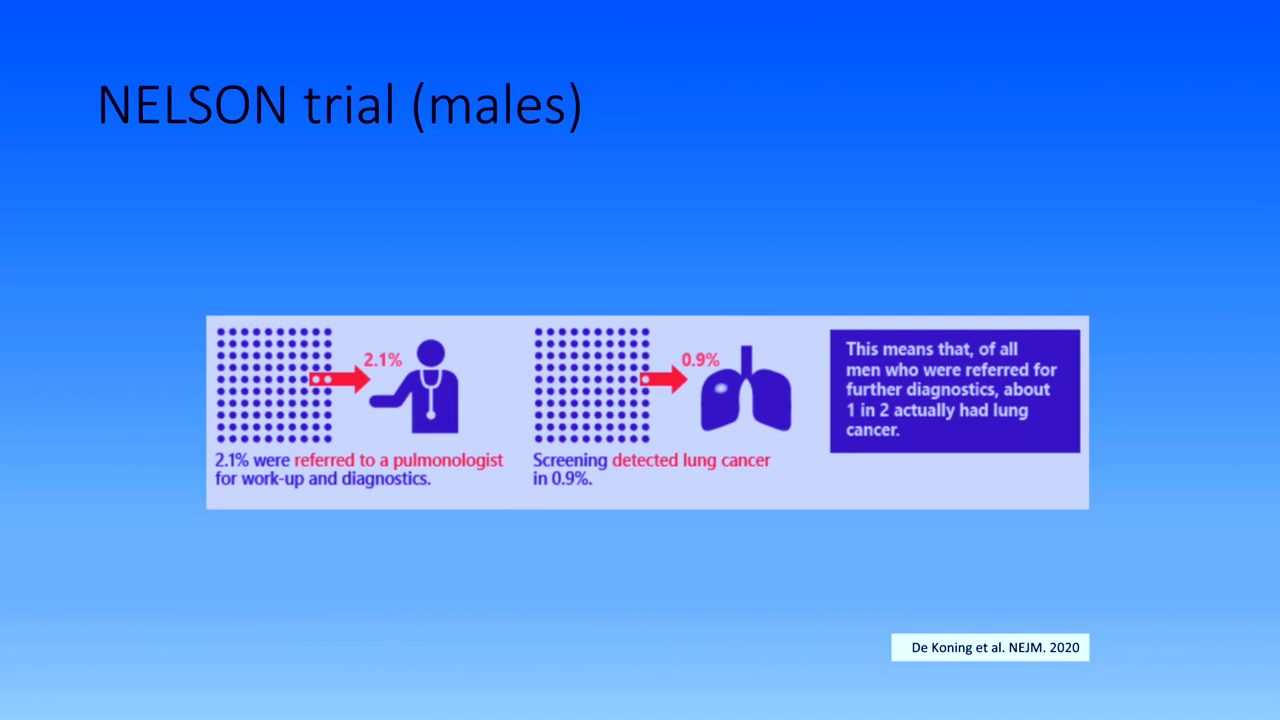 NELSON trial (males)
2.1%
2.1% were referred to a pulmonologist
for work-up and diagnostics.
0.9%
Screening detected lung cancer
in 0.9%.
This means that, of all
men who were referred for
further diagnostics, about
1 in 2 actually had lung
cancer.
De Koning et al. NEJM. 2020